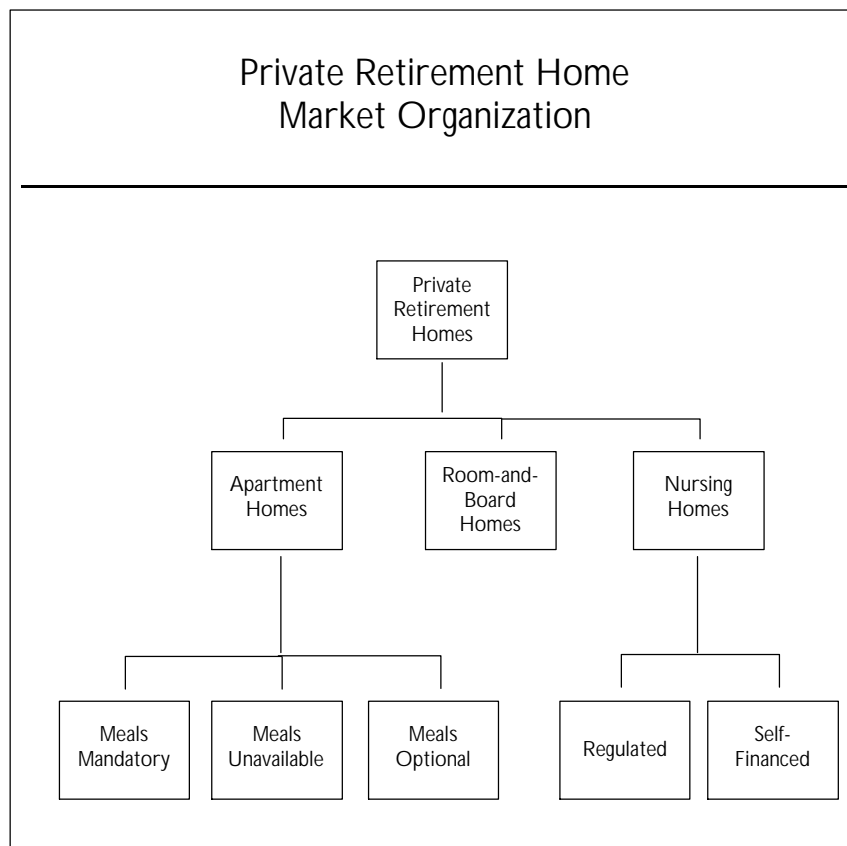 Private Retirement Home
Market Organization
Private
Retirement
Homes
Apartment
Homes
Room-and-
Board
Homes
Nursing
Homes
Meals
Mandatory
Meals
Unavailable
Meals
Optional
Regulated
Self-
Financed